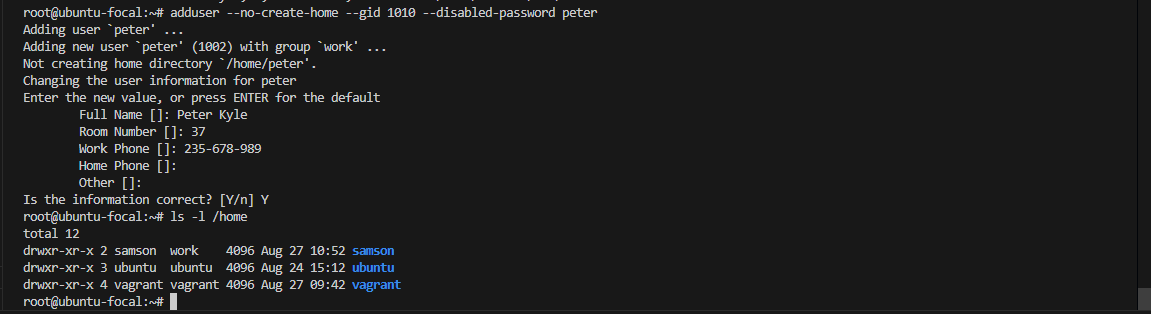 root@ubuntu-focal:~# adduser --no-create-home --gid 1010 --disabled-password peter
Adding user `peter' ...
Adding new user `peter' (1002) with group `work' ...
Not creating home directory `/home/peter'.
Changing the user information for peter
Enter the new value, or press ENTER for the default
        Full Name []: Peter Kyle
        Room Number []: 37
        Work Phone []: 235-678-989
        Home Phone []:
        Other []:
Is the information correct? [Y/n] Y
root@ubuntu-focal:~# ls -l /home
total 12
drwxr-xr-x 2 samson  work    4096 Aug 27 10:52 samson
drwxr-xr-x 3 ubuntu  ubuntu  4096 Aug 24 15:12 ubuntu
drwxr-xr-x 4 vagrant vagrant 4096 Aug 27 09:42 vagrant
root@ubuntu-focal:~#